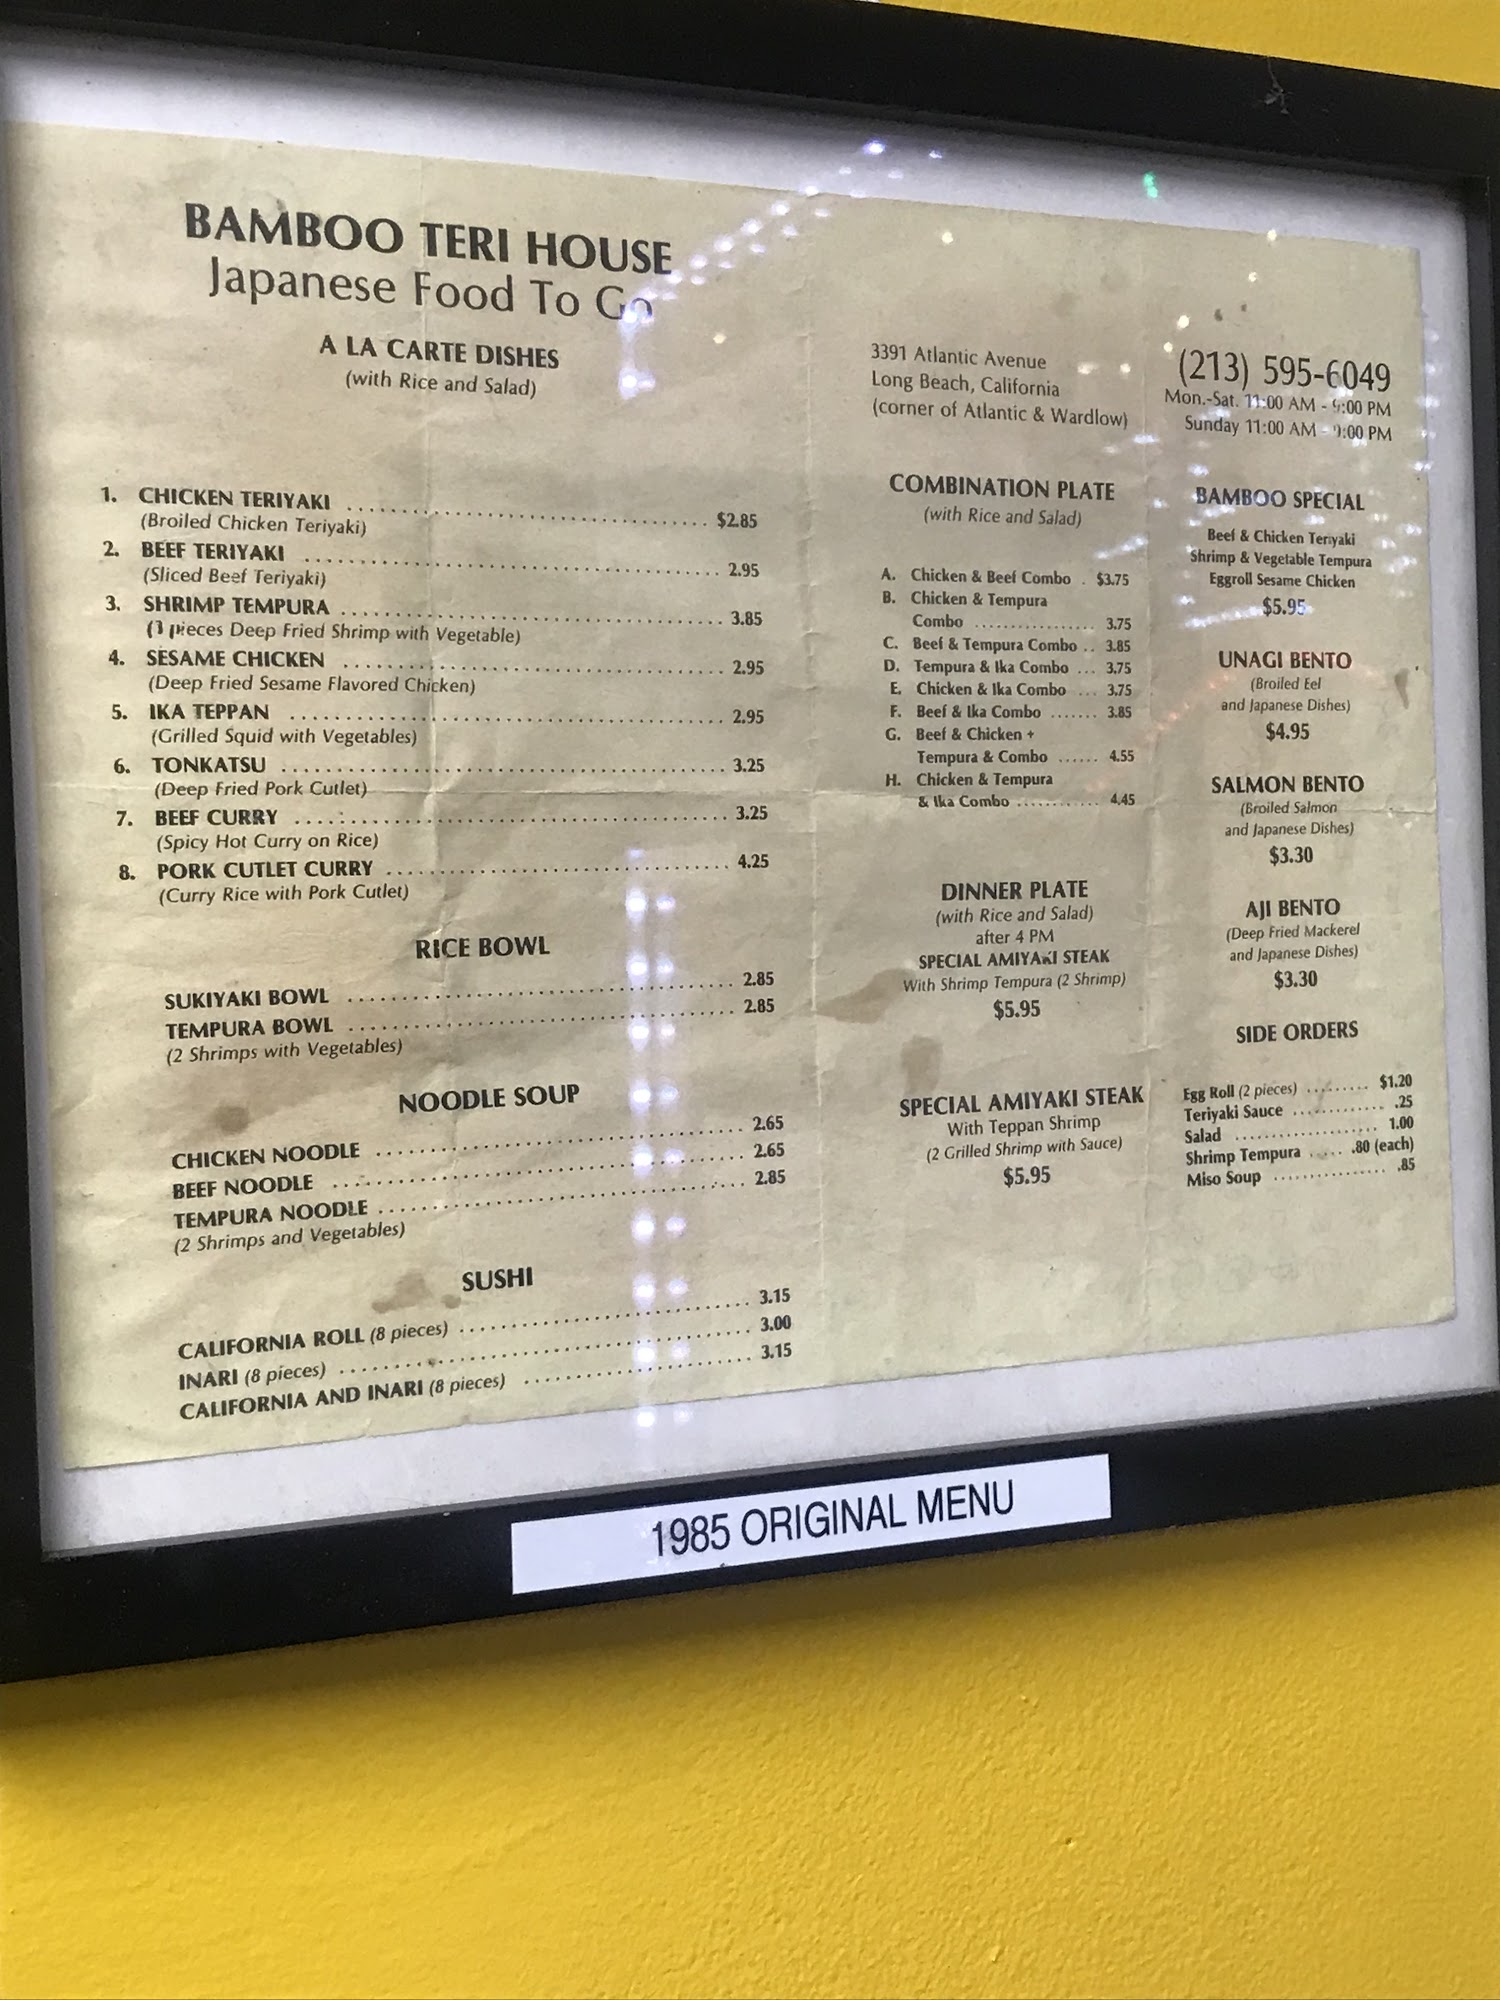 BAMBOO TERI HOUSE
Japanese Food To Go
A LA CARTE DISHES
(with Rice and Salad)
1. CHICKEN TERIYAKI ........ $2.85
(Broiled Chicken Teriyaki)
2. BEEF TERIYAKI ........ 2.95
(Sliced Beef Teriyaki)
3. SHRIMP TEMPURA ........ 3.85
pieces Deep Fried Shrimp with Vegetable)
4. SESAME CHICKEN ........ 2.95
(Deep Fried Sesame Flavored Chicken)
5. IKA TEPPAN ........ 2.95
(Grilled Squid with Vegetables)
6. TONKATSU ........ 3.25
(Deep Fried Pork Cutlet)
7. BEEF CURRY ........ 3.25
(Spicy Hot Curry on Rice)
8. PORK CUTLET CURRY ........ 4.25
(Curry Rice with Pork Cutlet)
RICE BOWL
SUKIYAKI BOWL ........ 2.85
TEMPURA BOWL ........ 2.85
(2 Shrimps with Vegetables)
NOODLE SOUP
CHICKEN NOODLE ........ 2.65
BEEF NOODLE ........ 2.65
TEMPURA NOODLE ........ 2.85
(2 Shrimps and Vegetables)
SUSHI
CALIFORNIA ROLL (8 pieces) ........ 3.15
INARI (8 pieces) ........ 3.00
CALIFORNIA AND INARI (8 pieces) ........ 3.15
3391 Atlantic Avenue
Long Beach, California
(corner of Atlantic & Wardlow)
(213) 595-6049
Mon.-Sat. 11:00 AM - :00 PM
Sunday 11:00 AM - :00 PM
COMBINATION PLATE
(with Rice and Salad)
A. Chicken & Beef Combo . $3.75
B. Chicken & Tempura
Combo ........ 3.75
C. Beef & Tempura Combo .. 3.85
D. Tempura & Ika Combo ... 3.75
E. Chicken & Ika Combo ... 3.75
F. Beef & Ika Combo ....... 3.85
G. Beef & Chicken +
Tempura & Combo ...... 4.55
H. Chicken & Tempura
& Ika Combo ........ 4.45
DINNER PLATE
(with Rice and Salad)
after 4 PM
SPECIAL AMIYAKI STEAK
With Shrimp Tempura (2 Shrimp)
$5.95
SPECIAL AMIYAKI STEAK
With Teppan Shrimp
(2 Grilled Shrimp with Sauce)
$5.95
BAMBOO SPECIAL
Beef & Chicken Teriyaki
Shrimp & Vegetable Tempura
Eggroll Sesame Chicken
$5.95
UNAGI BENTO
(Broiled Eel
and Japanese Dishes)
$4.95
SALMON BENTO
(Broiled Salmon
and Japanese Dishes)
$3.30
AJI BENTO
(Deep Fried Mackerel
and Japanese Dishes)
$3.30
SIDE ORDERS
Egg Roll (2 pieces) ......... $1.20
Teriyaki Sauce ........ .25
Salad ........ 1.00
Shrimp Tempura ..... .80 (each)
Miso Soup ........ .85
1985 ORIGINAL MENU